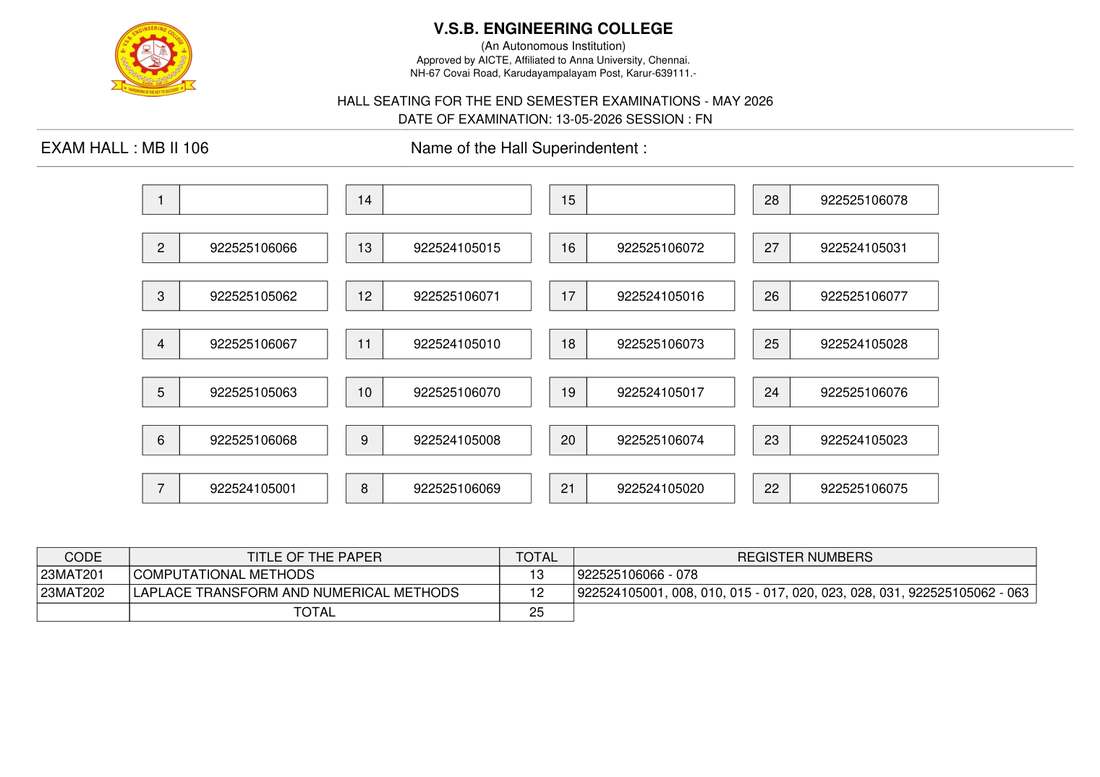 V.S.B. ENGINEERING COLLEGE
(An Autonomous Institution)
Approved by AICTE, Affiliated to Anna University, Chennai.
NH-67 Covai Road, Karudayampalayam Post, Karur-639111.-
HALL SEATING FOR THE END SEMESTER EXAMINATIONS - MAY 2026
DATE OF EXAMINATION: 13-05-2026 SESSION : FN
EXAM HALL : MB II 106 Name of the Hall Superindentent :
1 14 15 28 922525106078
2 922525106066 13 922524105015 16 922525106072 27 922524105031
3 922525105062 12 922525106071 17 922524105016 26 922525106077
4 922525106067 11 922524105010 18 922525106073 25 922524105028
5 922525105063 10 922525106070 19 922524105017 24 922525106076
6 922525106068 9 922524105008 20 922525106074 23 922524105023
7 922524105001 8 922525106069 21 922524105020 22 922525106075
CODE TITLE OF THE PAPER TOTAL REGISTER NUMBERS
23MAT201 COMPUTATIONAL METHODS 13 922525106066 - 078
23MAT202 LAPLACE TRANSFORM AND NUMERICAL METHODS 12 922524105001, 008, 010, 015 - 017, 020, 023, 028, 031, 922525105062 - 063
TOTAL 25